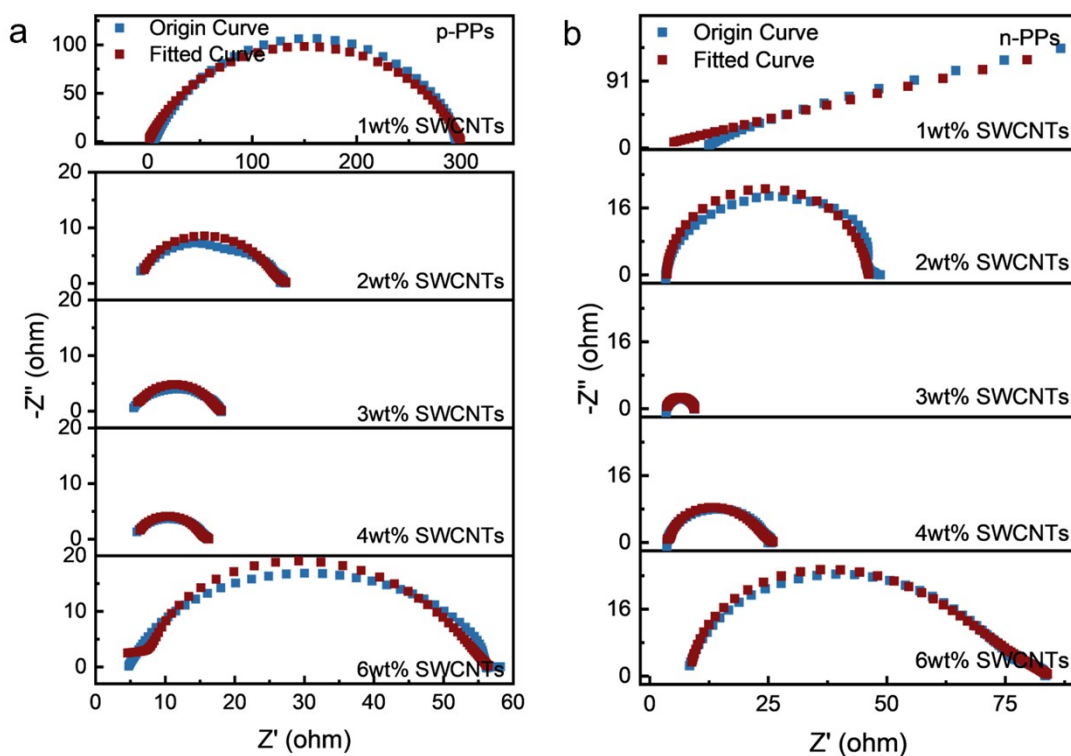 a
Origin Curve
Fitted Curve
p-PPs
100
50
0
1wt% SWCNTs
0 100 200 300
20
10
0
2wt% SWCNTs
20
10
0
3wt% SWCNTs
20
10
0
4wt% SWCNTs
20
10
0
6wt% SWCNTs
0 10 20 30 40 50 60
-Z" (ohm)
Z' (ohm)
b
Origin Curve
Fitted Curve
n-PPs
91
0
1wt% SWCNTs
16
0
2wt% SWCNTs
16
0
3wt% SWCNTs
16
0
4wt% SWCNTs
16
0
6wt% SWCNTs
0 25 50 75
-Z" (ohm)
Z' (ohm)